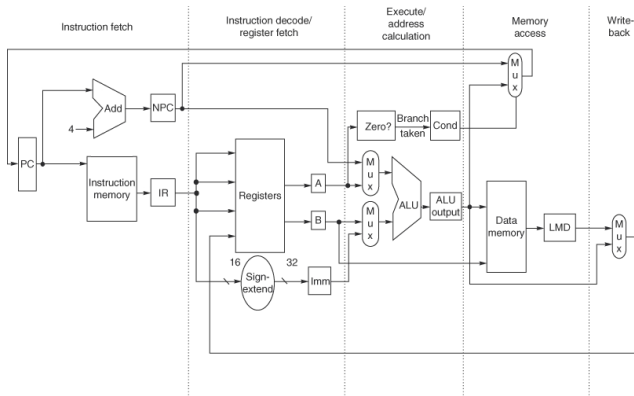 Instruction fetch
Instruction decode/
register fetch
Execute/
address
calculation
Memory
access
Write-
back
M
u
x
NPC
Add
4
Zero?
Branch
taken
Cond
PC
Instruction
memory
IR
Registers
A
B
M
u
x
M
u
x
ALU
ALU
output
Data
memory
LMD
M
u
x
16
Sign-
extend
32
Imm